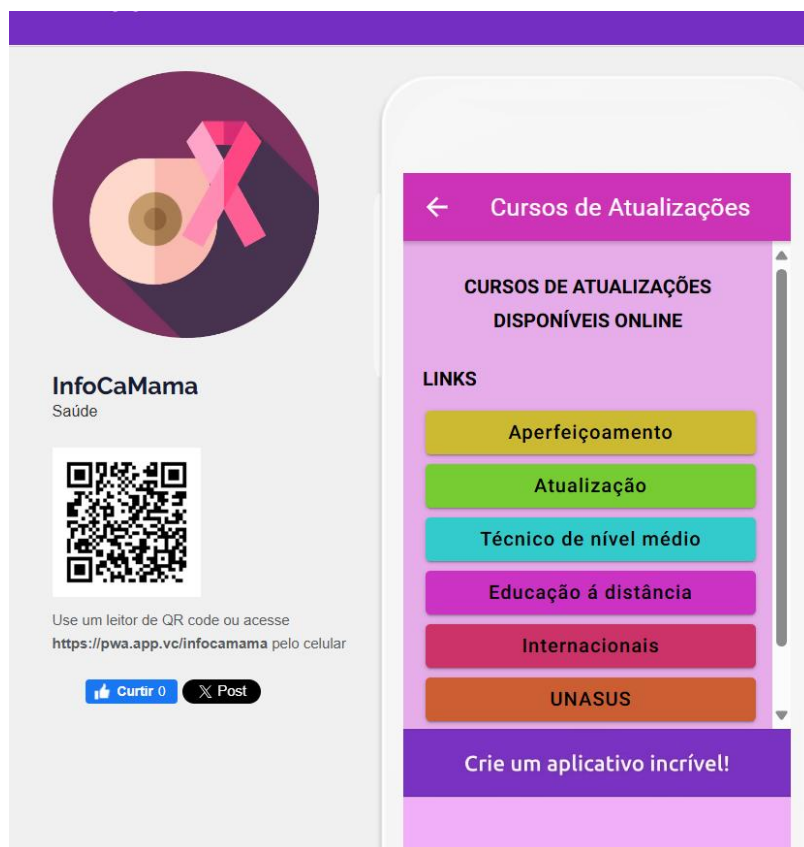 InfoCaMama
Saúde
Use um leitor de QR code ou acesse
https://pwa.app.vc/infocamama pelo celular
Curtir 0
X Post
Cursos de Atualizações
CURSOS DE ATUALIZAÇÕES
DISPONÍVEIS ONLINE
LINKS
Aperfeiçoamento
Atualização
Técnico de nível médio
Educação á distância
Internacionais
UNASUS
Crie um aplicativo incrível!